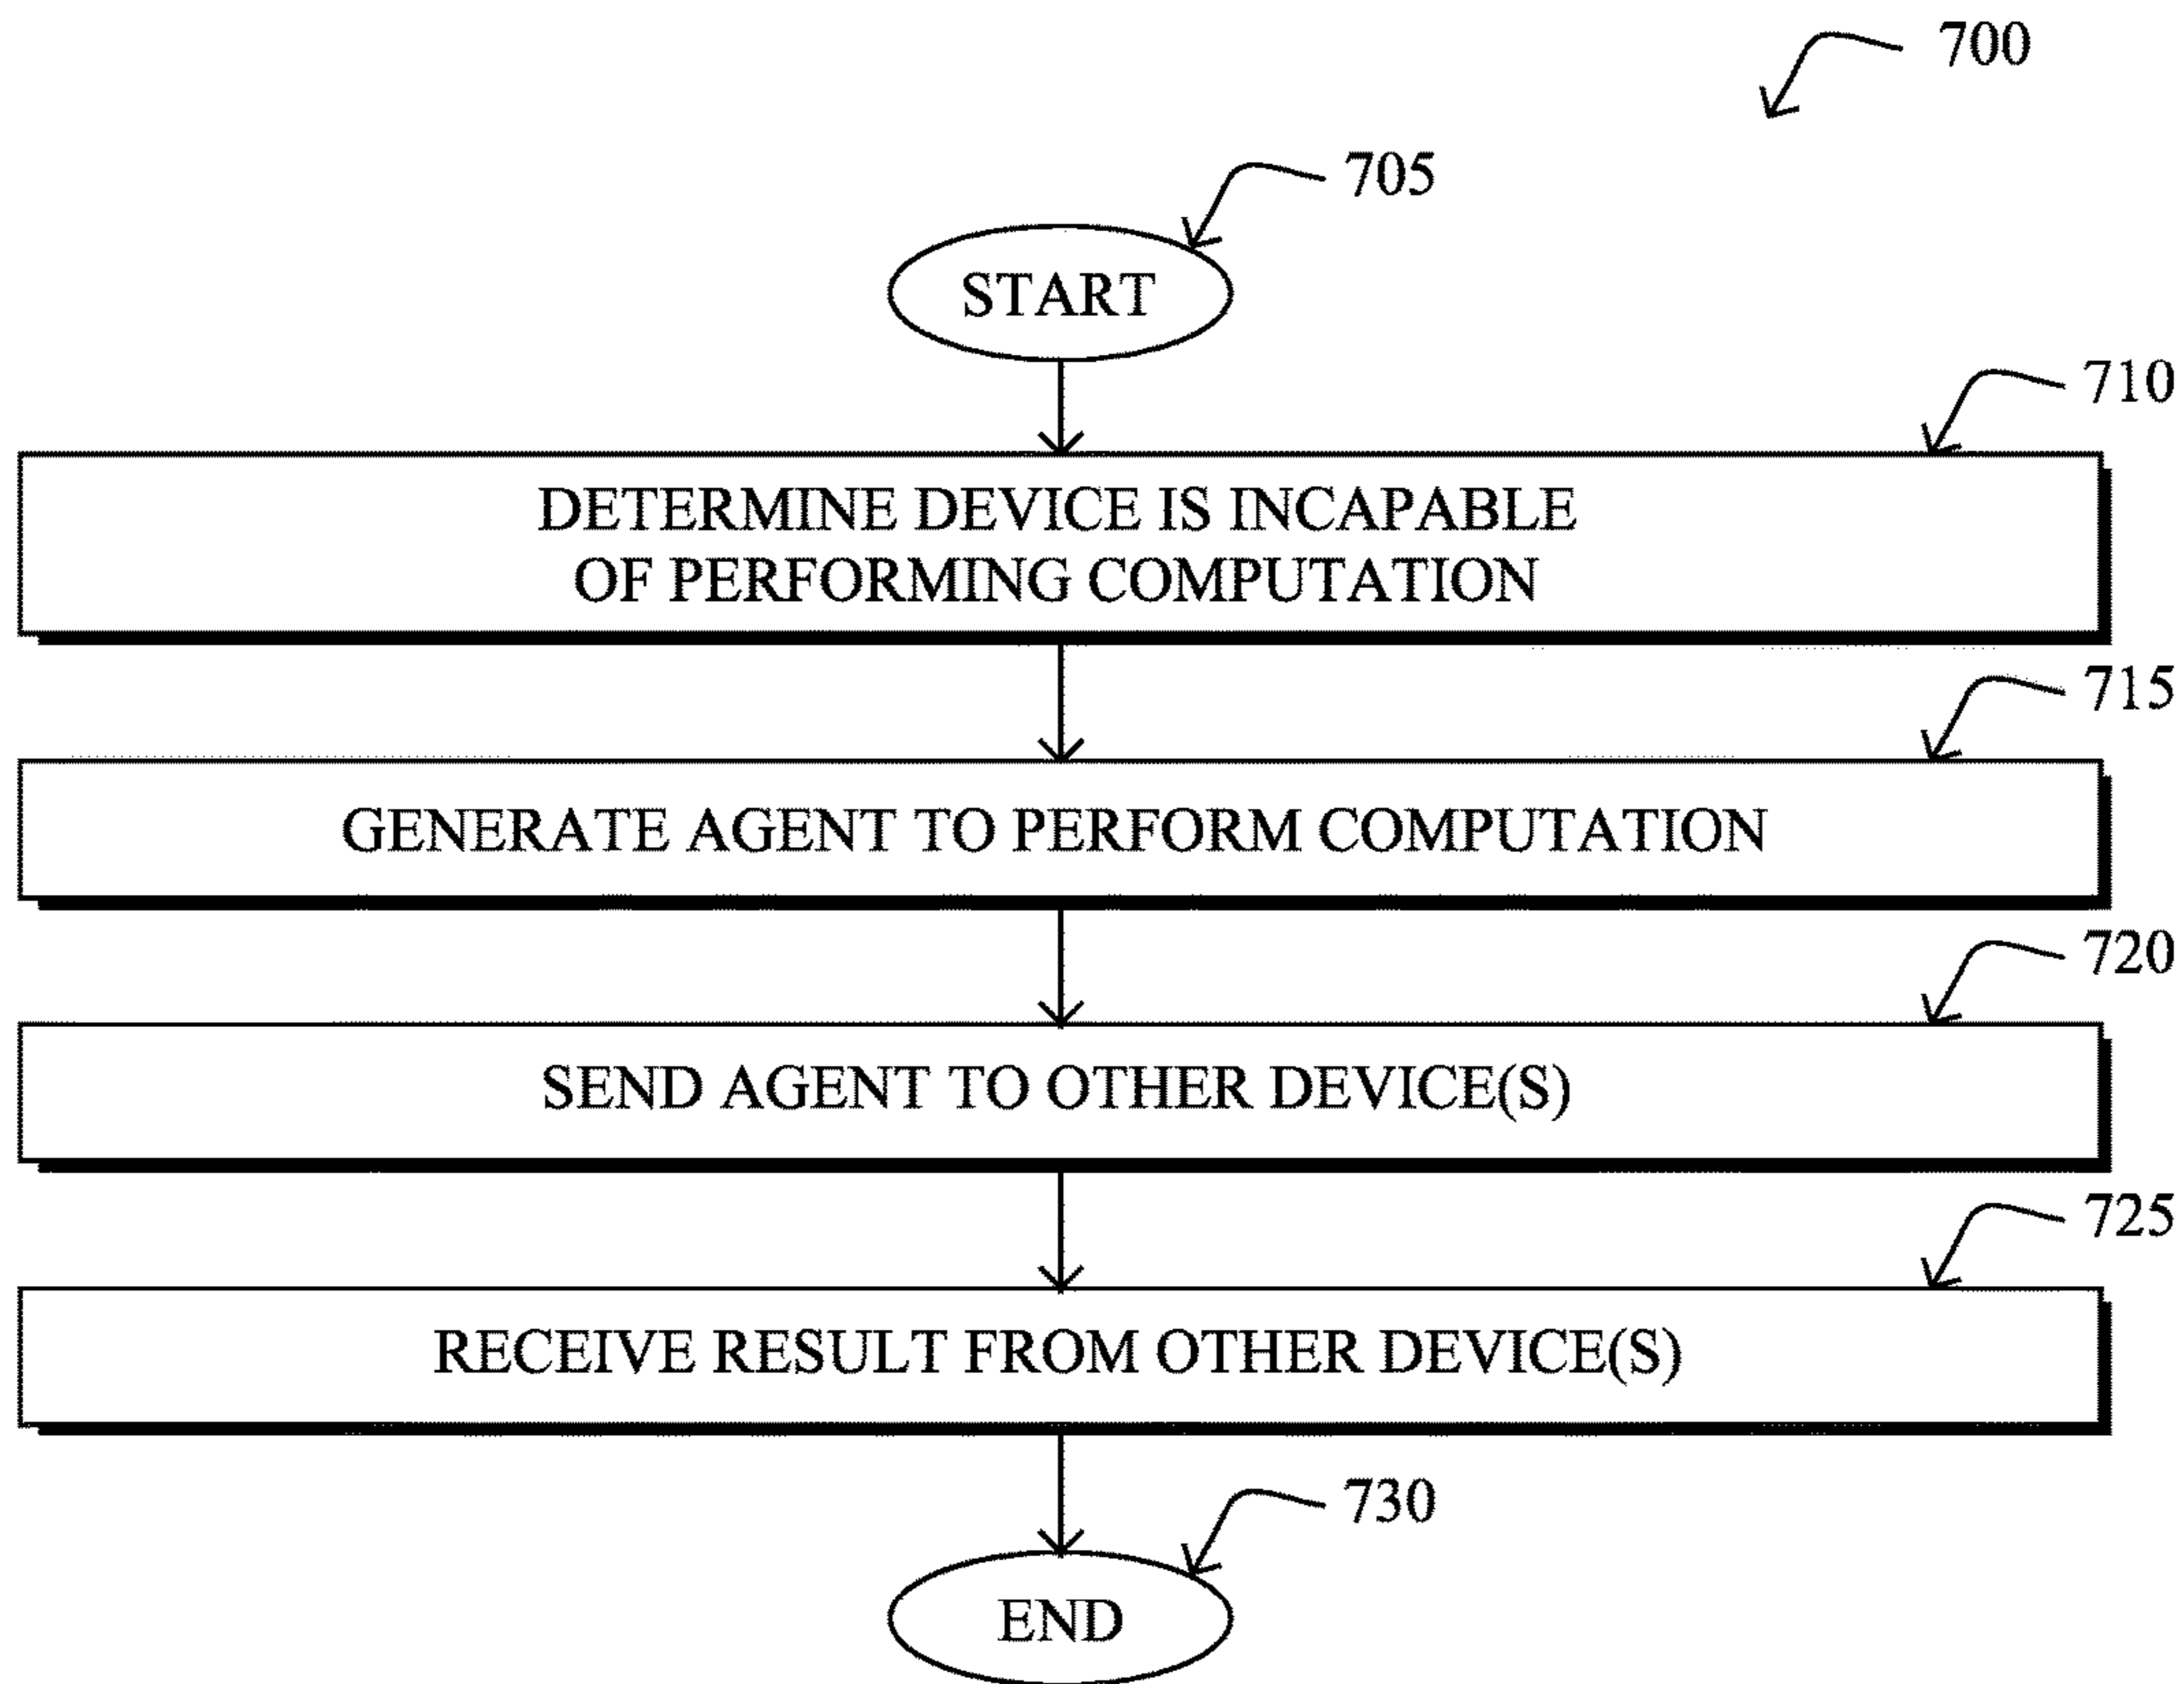 700
705
START
710
DETERMINE DEVICE IS INCAPABLE
OF PERFORMING COMPUTATION
715
GENERATE AGENT TO PERFORM COMPUTATION
720
SEND AGENT TO OTHER DEVICE(S)
725
RECEIVE RESULT FROM OTHER DEVICE(S)
730
END